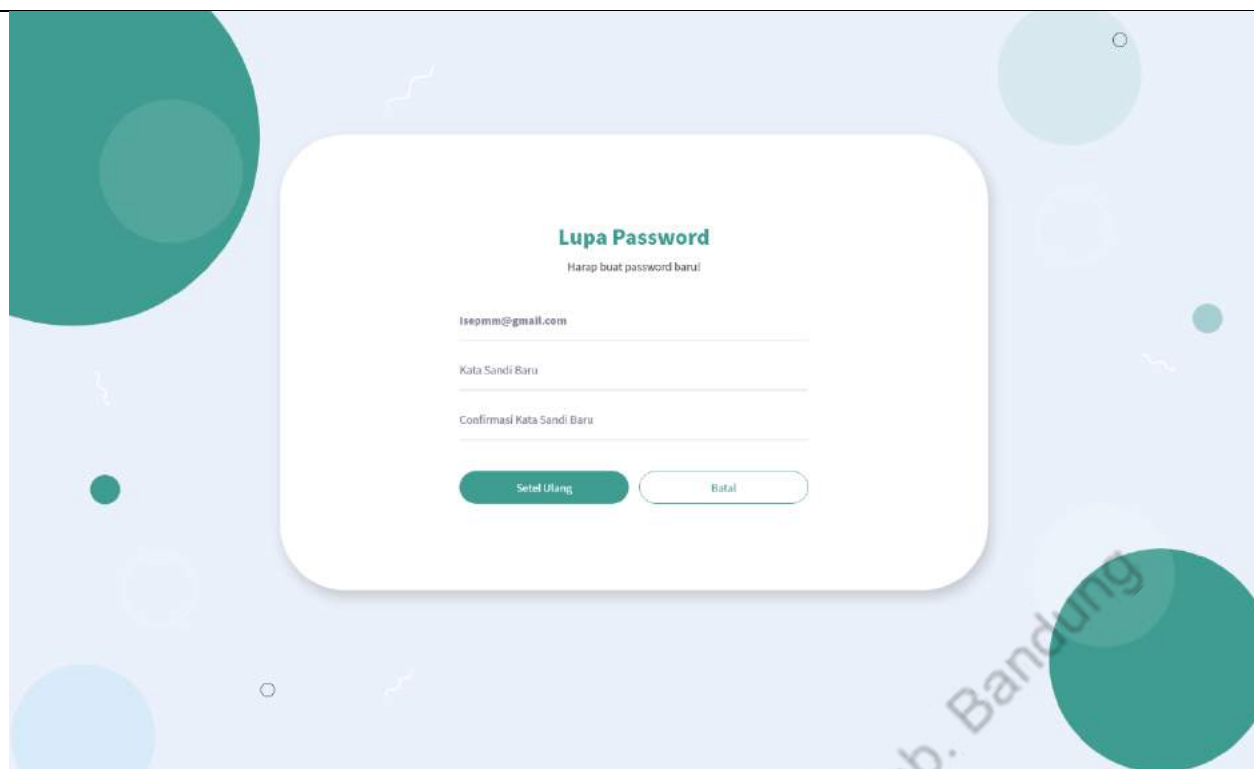 Lupa Password
Harap buat password baru!
Isepmm@gmail.com
Kata Sandi Baru
Confirmasi Kata Sandi Baru
Setel Ulang
Batal
b. Bandung